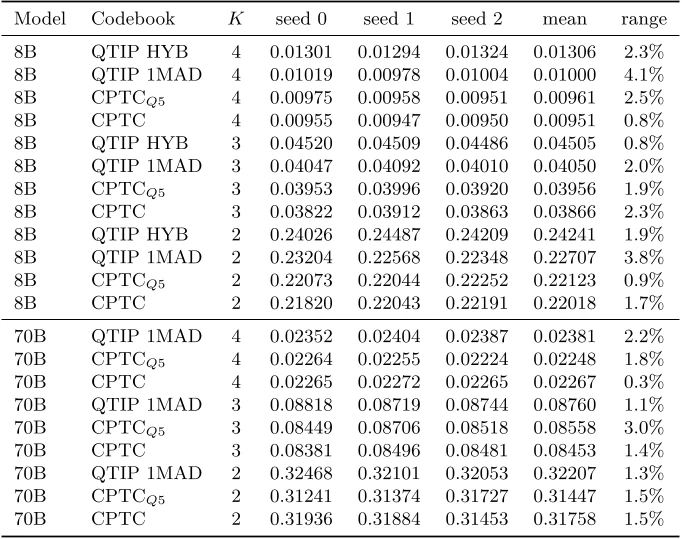 Model Codebook K seed 0 seed 1 seed 2 mean range
8B QTIP HYB 4 0.01301 0.01294 0.01324 0.01306 2.3%
8B QTIP 1MAD 4 0.01019 0.00978 0.01004 0.01000 4.1%
8B CPTC_Q5 4 0.00975 0.00958 0.00951 0.00961 2.5%
8B CPTC 4 0.00955 0.00947 0.00950 0.00951 0.8%
8B QTIP HYB 3 0.04520 0.04509 0.04486 0.04505 0.8%
8B QTIP 1MAD 3 0.04047 0.04092 0.04010 0.04050 2.0%
8B CPTC_Q5 3 0.03953 0.03996 0.03920 0.03956 1.9%
8B CPTC 3 0.03822 0.03912 0.03863 0.03866 2.3%
8B QTIP HYB 2 0.24026 0.24487 0.24209 0.24241 1.9%
8B QTIP 1MAD 2 0.23204 0.22568 0.22348 0.22707 3.8%
8B CPTC_Q5 2 0.22073 0.22044 0.22252 0.22123 0.9%
8B CPTC 2 0.21820 0.22043 0.22191 0.22018 1.7%
70B QTIP 1MAD 4 0.02352 0.02404 0.02387 0.02381 2.2%
70B CPTC_Q5 4 0.02264 0.02255 0.02224 0.02248 1.8%
70B CPTC 4 0.02265 0.02272 0.02265 0.02267 0.3%
70B QTIP 1MAD 3 0.08818 0.08719 0.08744 0.08760 1.1%
70B CPTC_Q5 3 0.08449 0.08706 0.08518 0.08558 3.0%
70B CPTC 3 0.08381 0.08496 0.08481 0.08453 1.4%
70B QTIP 1MAD 2 0.32468 0.32101 0.32053 0.32207 1.3%
70B CPTC_Q5 2 0.31241 0.31374 0.31727 0.31447 1.5%
70B CPTC 2 0.31936 0.31884 0.31453 0.31758 1.5%